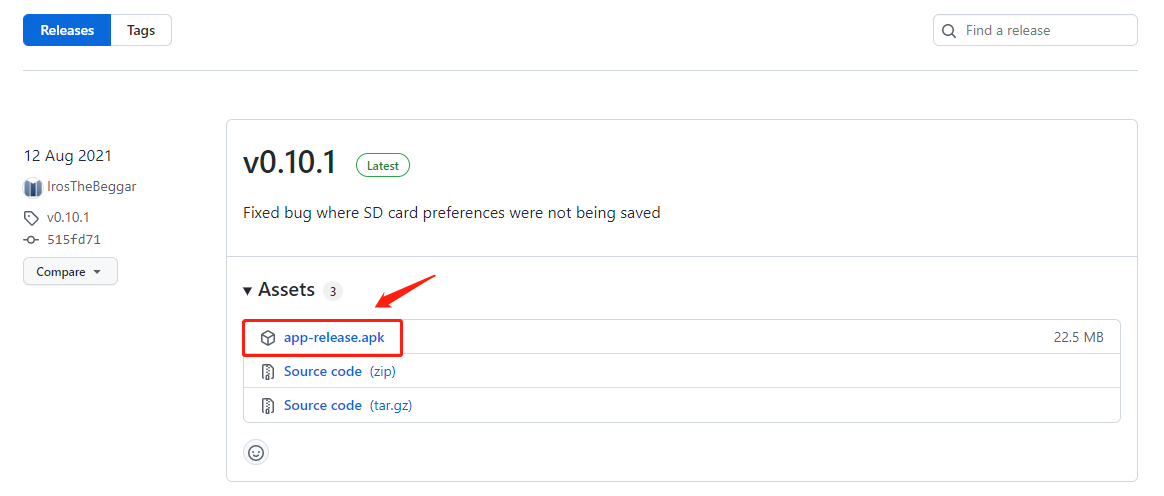 Releases Tags Find a release
12 Aug 2021
IrosTheBeggar
v0.10.1
515fd71
Compare
v0.10.1 Latest
Fixed bug where SD card preferences were not being saved
Assets 3
app-release.apk 22.5 MB
Source code (zip)
Source code (tar.gz)